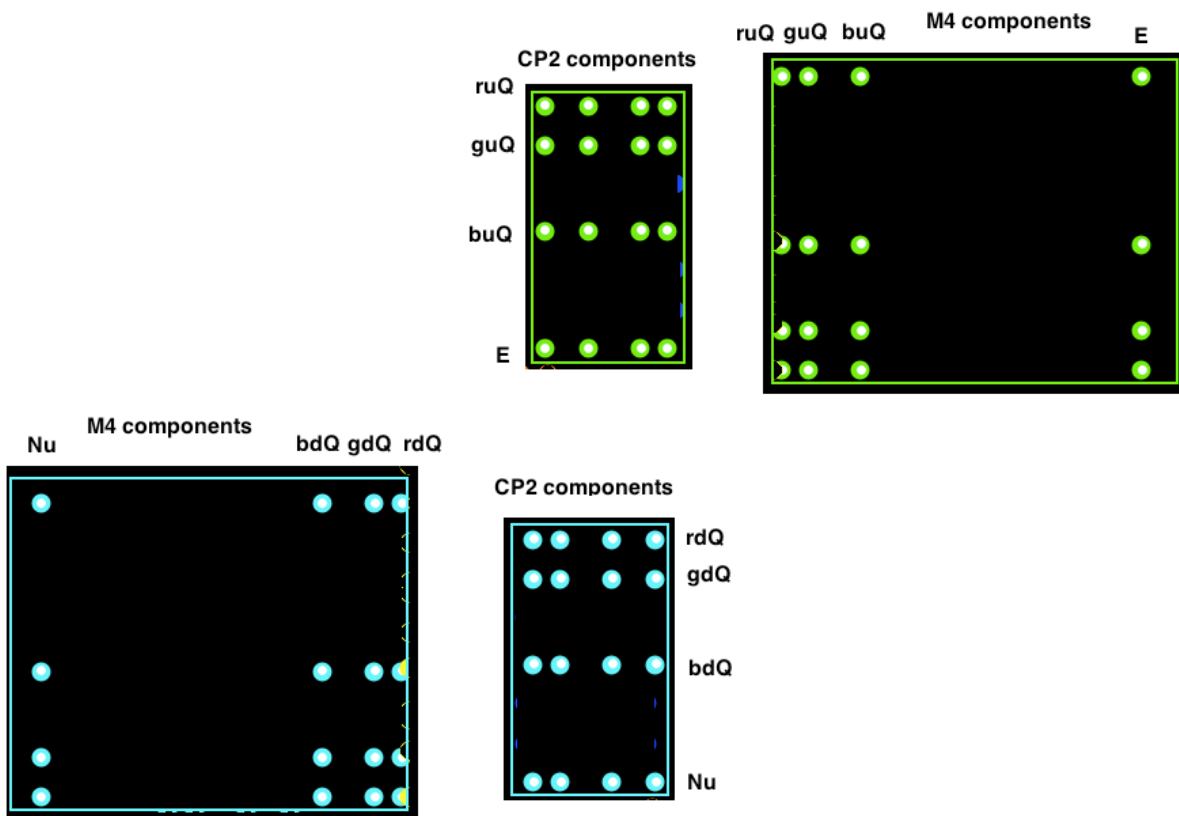 M4 components
ruQ guQ buQ E
CP2 components
ruQ
guQ
buQ
E
M4 components
Nu bdQ gdQ rdQ
CP2 components
rdQ
gdQ
bdQ
Nu